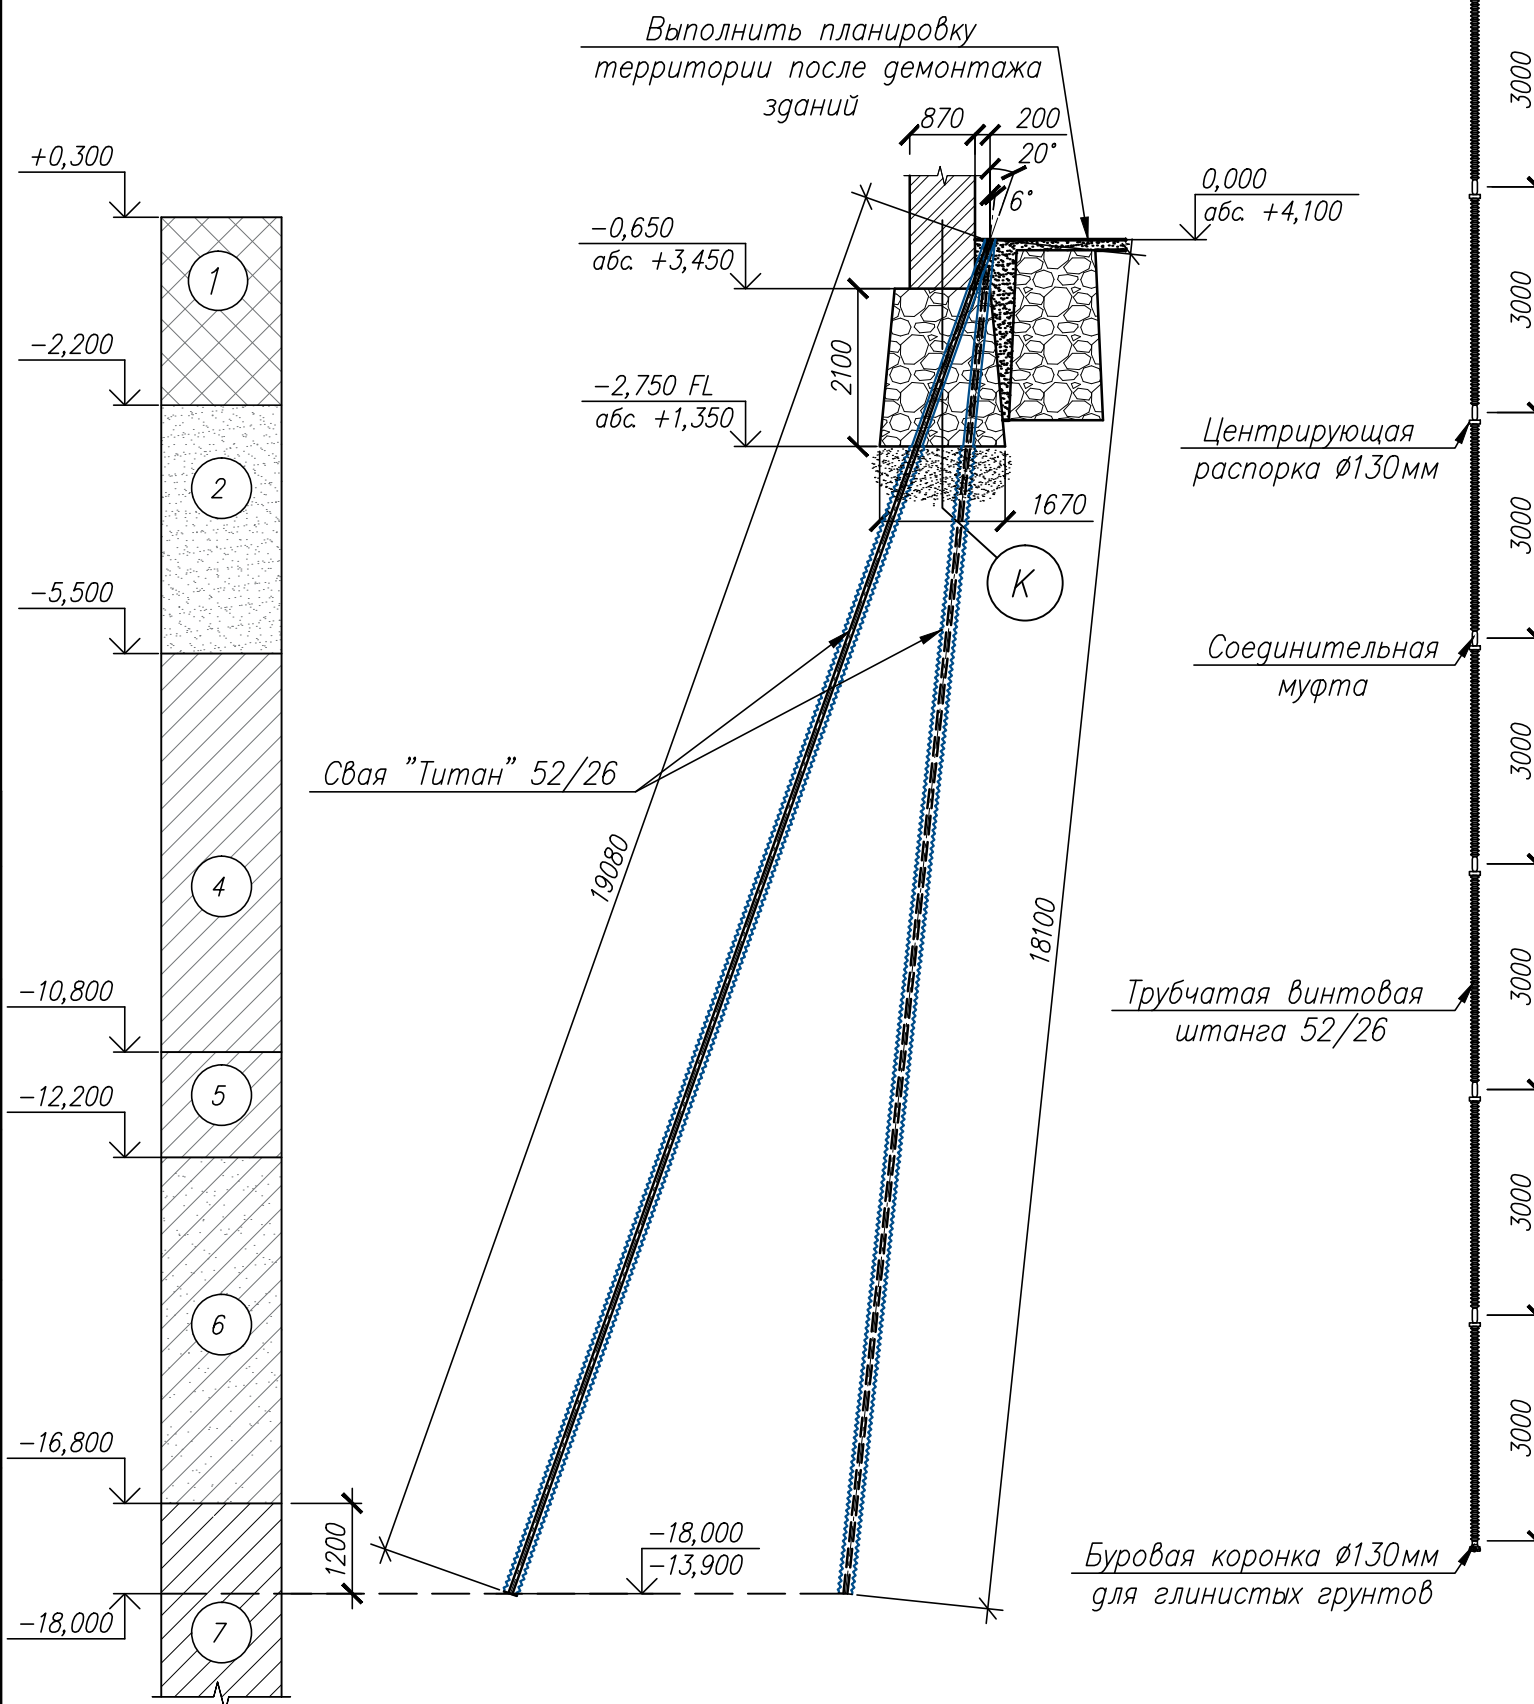 Выполнить планировку
территории после демонтажа
зданий
870
200
20°
6°
3000
+0,300
0,000
абс. +4,100
-0,650
абс. +3,450
1
3000
-2,200
2100
-2,750 FL
абс. +1,350
Центрирующая
распорка Ø130мм
2
1670
3000
К
-5,500
Соединительная
муфта
Свая "Титан" 52/26
3000
19080
4
18100
-10,800
Трубчатая винтовая
штанга 52/26
3000
5
-12,200
3000
6
-16,800
3000
1200
-18,000
-13,900
Буровая коронка Ø130мм
для глинистых грунтов
-18,000
7